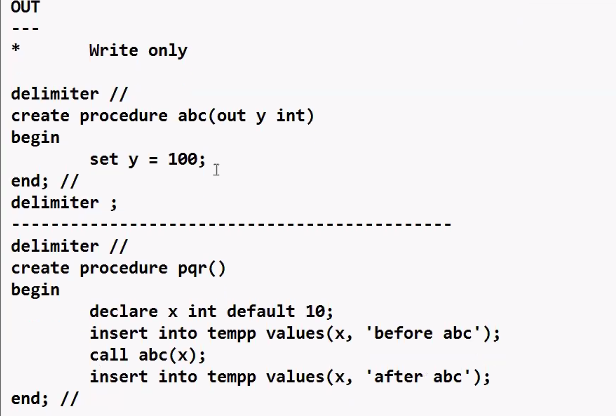 OUT
---
*	Write only
delimiter //
create procedure abc(out y int)
begin
	set y = 100;
end; //
delimiter ;
---------------------------------------------
delimiter //
create procedure pqr()
begin
	declare x int default 10;
	insert into tempp values(x, 'before abc');
	call abc(x);
	insert into tempp values(x, 'after abc');
end; //